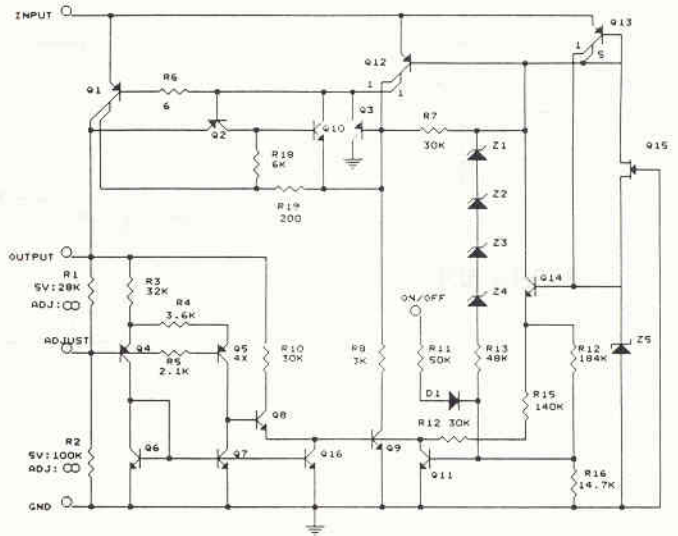 INPUT
Q13
Q12
1
5
Q1
R6
6
1
1
Q3
Q2
Q10
R7
30K
Z1
Q15
R18
6K
R19
200
Z2
Z3
OUTPUT
R1
5V:28K
ADJ:∞
R3
32K
R4
3.6K
Z4
Q14
ON/OFF
ADJUST
Q4
R5
2.1K
Q5
4X
R10
30K
R8
3K
R11
50K
R13
48K
R12
184K
Z5
D1
R15
140K
Q8
R12 30K
R2
5V:100K
ADJ:∞
Q6
Q7
Q16
Q9
Q11
R16
14.7K
GND